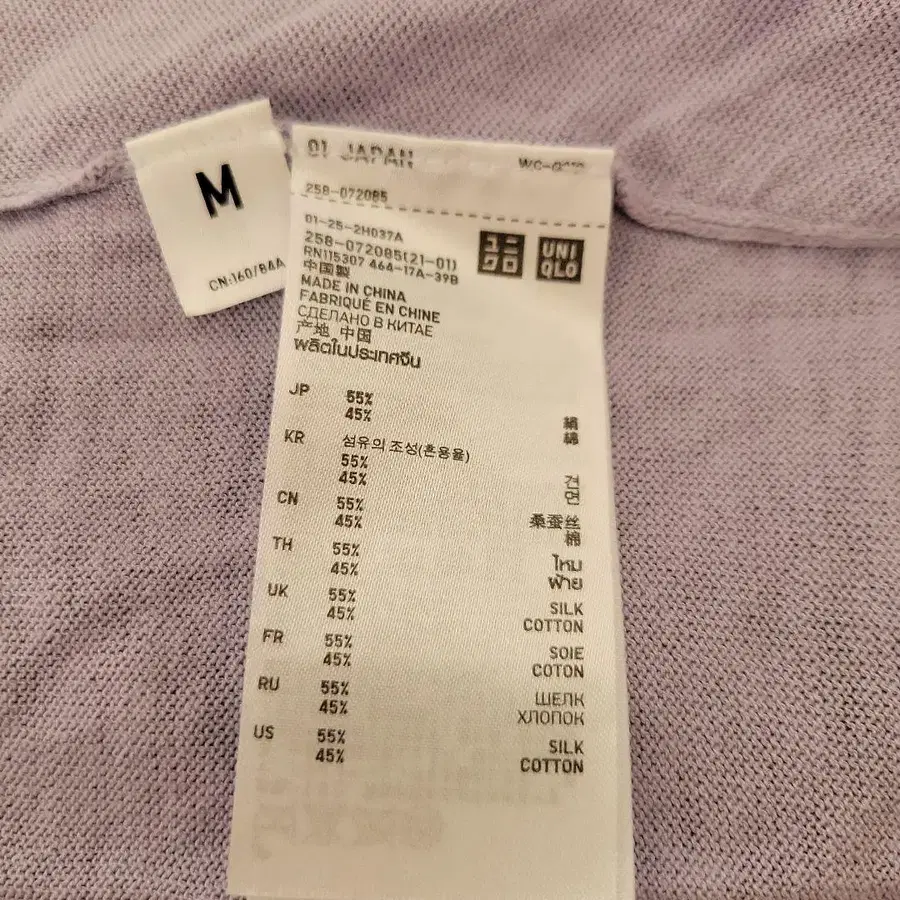 M
CN:160/84A
01 JAPAN
258-072085
01-25-2H037A
258-072085(21-01)
RN115307 464-17A-39B
中国製
MADE IN CHINA
FABRIQUÉ EN CHINE
СДЕЛАНО В КИТАЕ
产地 中国
ผลิตในประเทศจีน
ユニ
クロ
UNI
QLO
JP 55% 絹
45% 綿
KR 섬유의 조성(혼용율)
55% 견
45% 면
CN 55% 桑蚕丝
45% 棉
TH 55% ไหม
45% ฝ้าย
UK 55% SILK
45% COTTON
FR 55% SOIE
45% COTON
RU 55% ШЕЛК
45% ХЛОПОК
US 55% SILK
45% COTTON